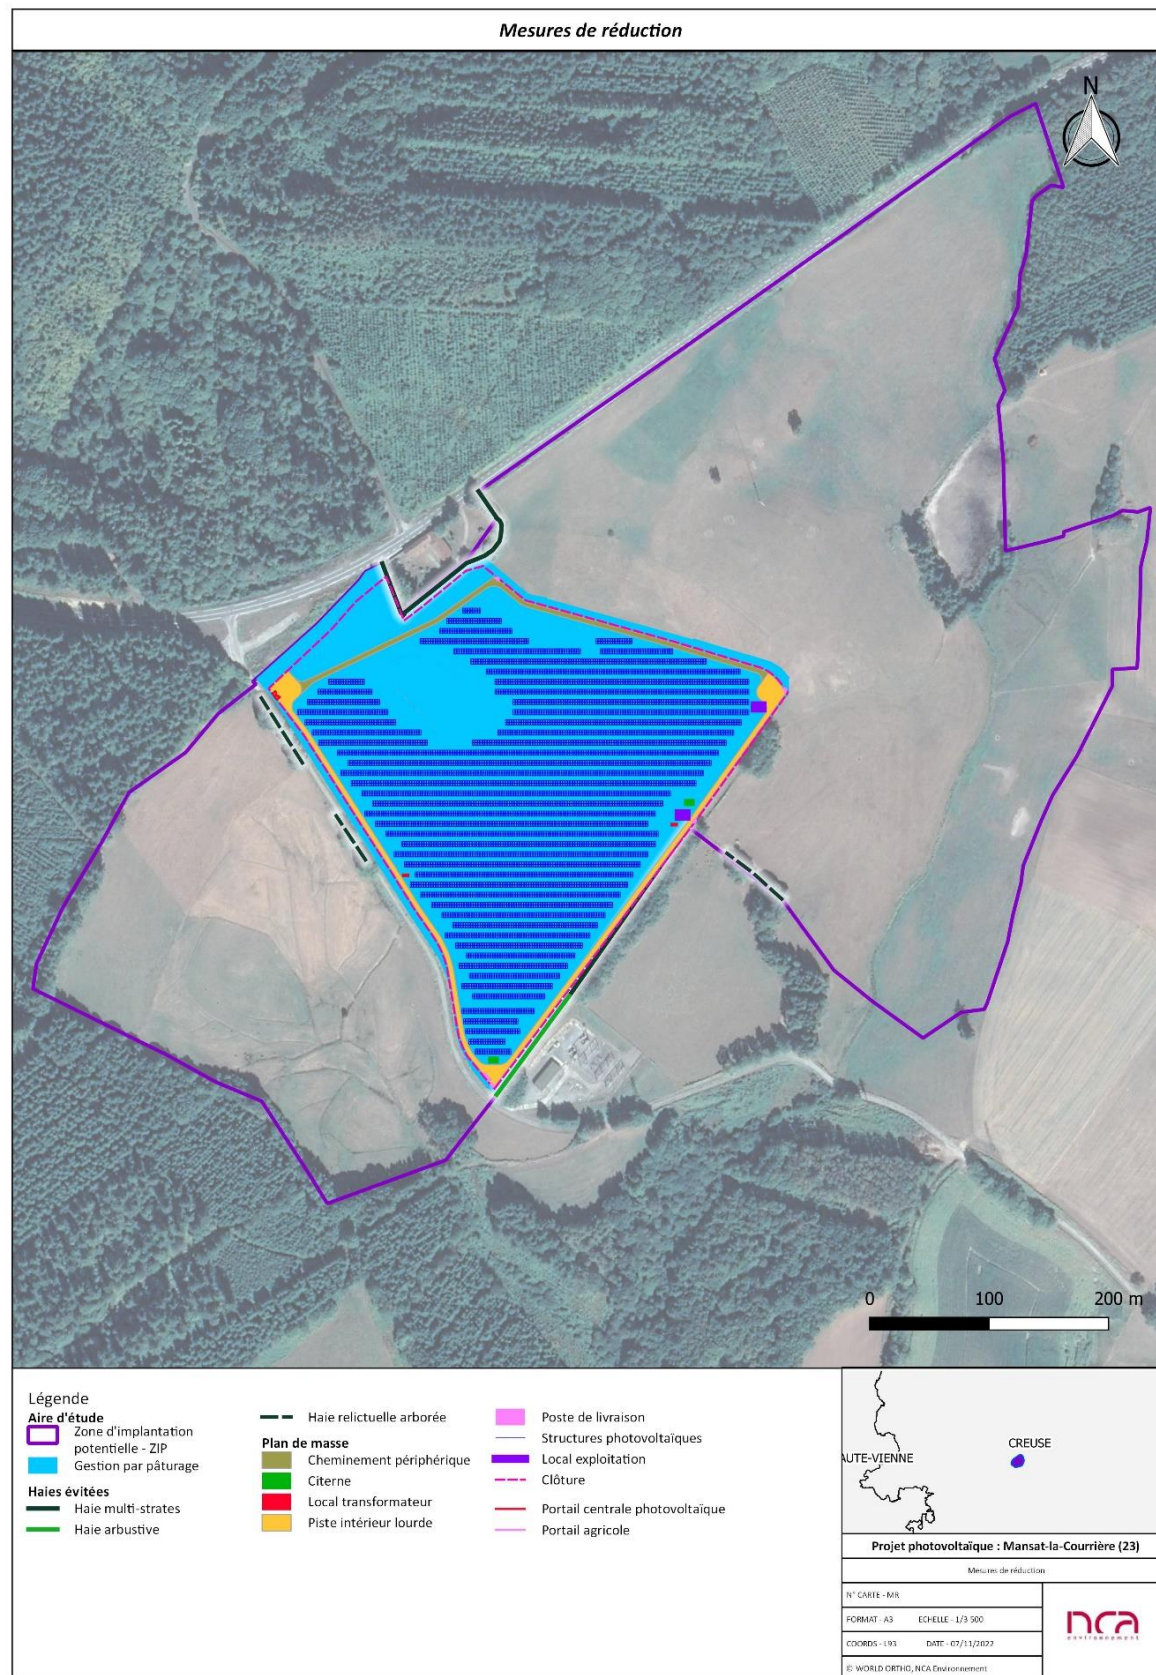 Mesures de réduction
N
0 100 200 m
Légende
Aire d'étude
Zone d'implantation
potentielle - ZIP
Gestion par pâturage
Haies évitées
Haie multi-strates
Haie arbustive
Haie relictuelle arborée
Plan de masse
Cheminement périphérique
Citerne
Local transformateur
Piste intérieur lourde
Poste de livraison
Structures photovoltaïques
Local exploitation
Clôture
Portail centrale photovoltaïque
Portail agricole
CREUSE
AUTE-VIENNE
Projet photovoltaïque : Mansat-la-Courrière (23)
Mesures de réduction
N° CARTE - MR
FORMAT - A3 ECHELLE - 1/3 500
COORDS - L93 DATE - 07/11/2022
© WORLD ORTHO, NCA Environnement
nca
environnement